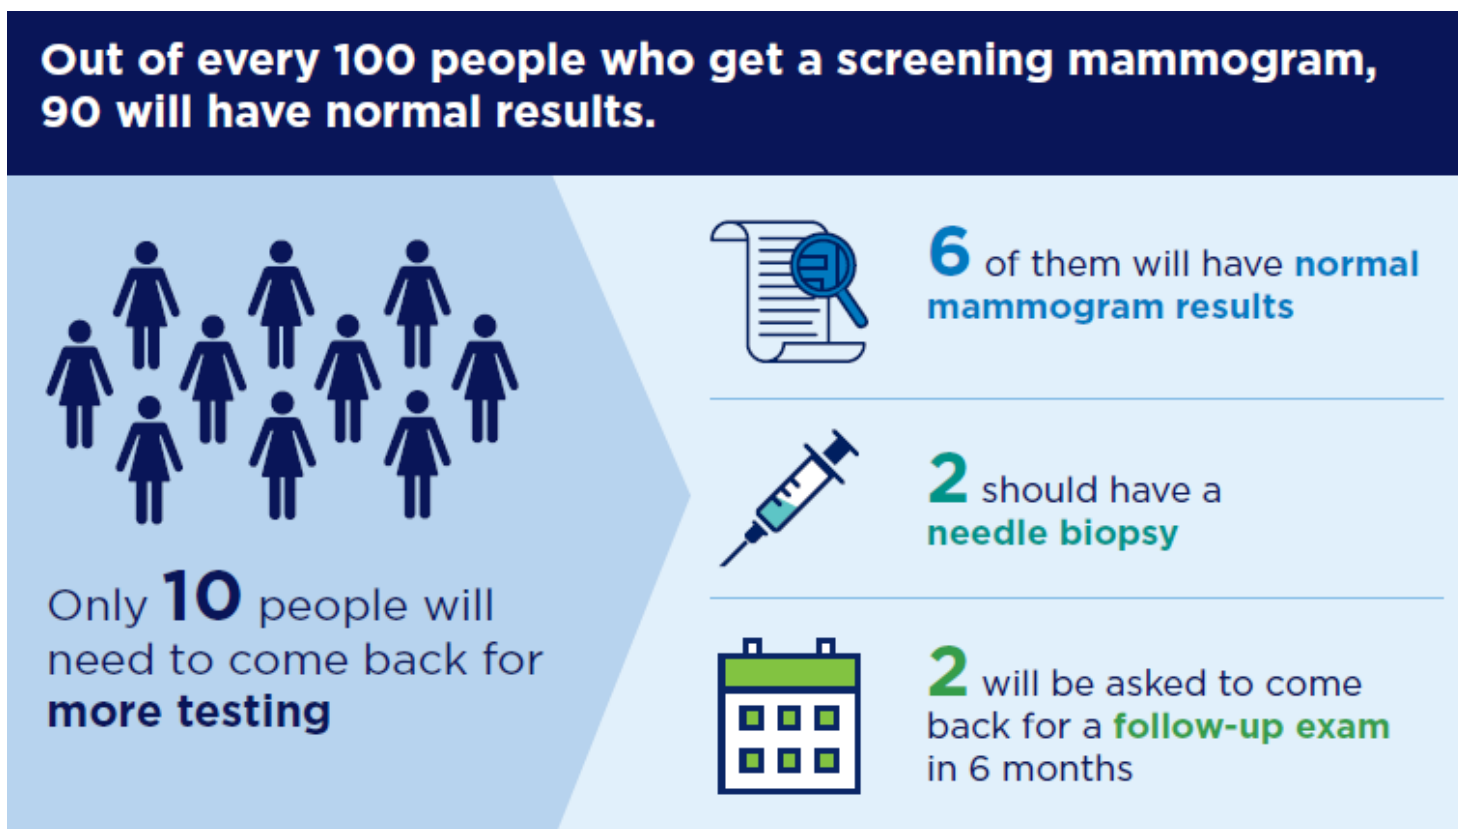 Out of every 100 people who get a screening mammogram,
90 will have normal results.
Only 10 people will
need to come back for
more testing
6 of them will have normal
mammogram results
2 should have a
needle biopsy
2 will be asked to come
back for a follow-up exam
in 6 months